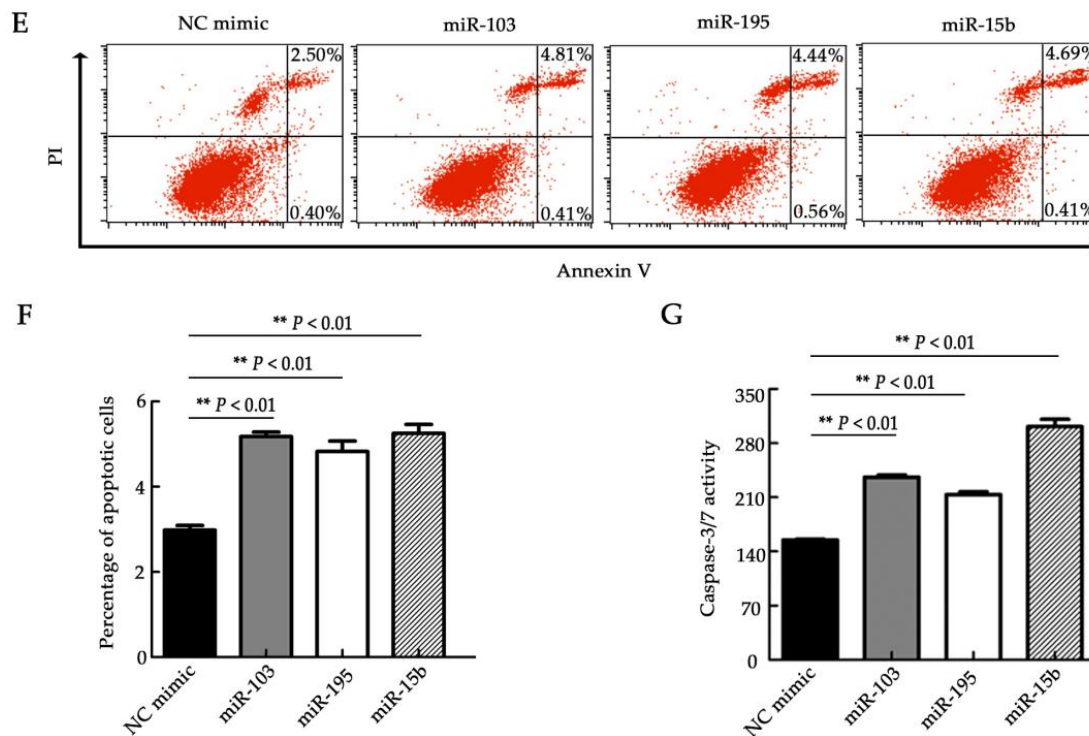 E
NC mimic
miR-103
miR-195
miR-15b
2.50%
4.81%
4.44%
4.69%
PI
0.40%
0.41%
0.56%
0.41%
Annexin V
F
** P < 0.01
** P < 0.01
** P < 0.01
Percentage of apoptotic cells
6
4
2
0
NC mimic
miR-103
miR-195
miR-15b
G
** P < 0.01
** P < 0.01
** P < 0.01
Caspase-3/7 activity
350
280
210
140
70
0
NC mimic
miR-103
miR-195
miR-15b